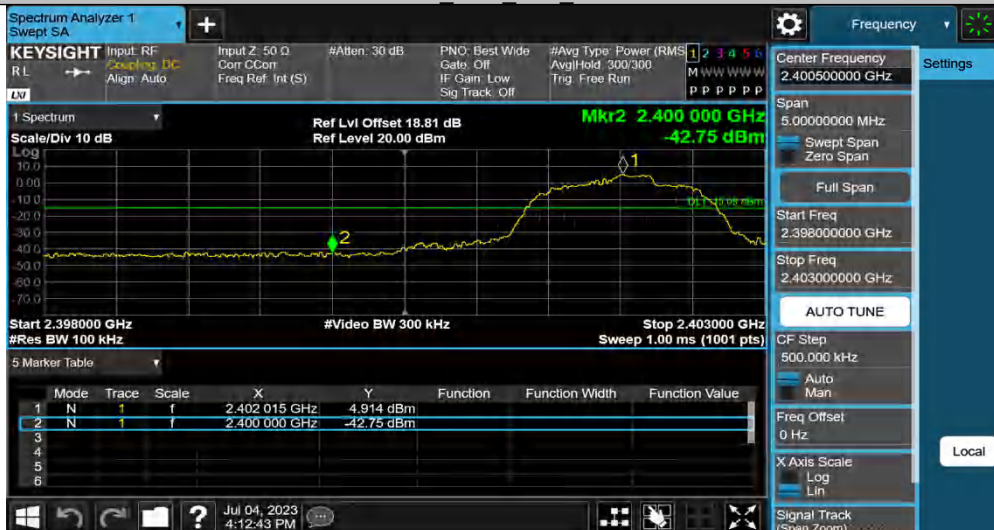 Spectrum Analyzer 1
Swept SA
+
Frequency
KEYSIGHT
RL
LXI
Input: RF
Coupling: DC
Align: Auto
Input Z: 50 Ω
Corr CCorr
Freq Ref: Int (S)
#Atten: 30 dB
PNO: Best Wide
Gate: Off
IF Gain: Low
Sig Track: Off
#Avg Type: Power (RMS
Avg|Hold: 300/300
Trig: Free Run
1 2 3 4 5 6
M W W W W W
P P P P P P
Center Frequency
2.400500000 GHz
Settings
Span
5.00000000 MHz
Swept Span
Zero Span
Full Span
Start Freq
2.398000000 GHz
Stop Freq
2.403000000 GHz
AUTO TUNE
CF Step
500.000 kHz
Auto
Man
Freq Offset
0 Hz
X Axis Scale
Log
Lin
Signal Track
(Span Zoom)
Local
1 Spectrum
Scale/Div 10 dB
Ref Lvl Offset 18.81 dB
Ref Level 20.00 dBm
Mkr2 2.400 000 GHz
-42.75 dBm
Log
10.0
0.00
-10.0
-20.0
-30.0
-40.0
-50.0
-60.0
-70.0
1
2
Start 2.398000 GHz
#Res BW 100 kHz
#Video BW 300 kHz
Stop 2.403000 GHz
Sweep 1.00 ms (1001 pts)
5 Marker Table
Mode Trace Scale X Y Function Function Width Function Value
1 N 1 f 2.402 015 GHz 4.914 dBm
2 N 1 f 2.400 000 GHz -42.75 dBm
3
4
5
6
?
Jul 04, 2023
4:12:43 PM